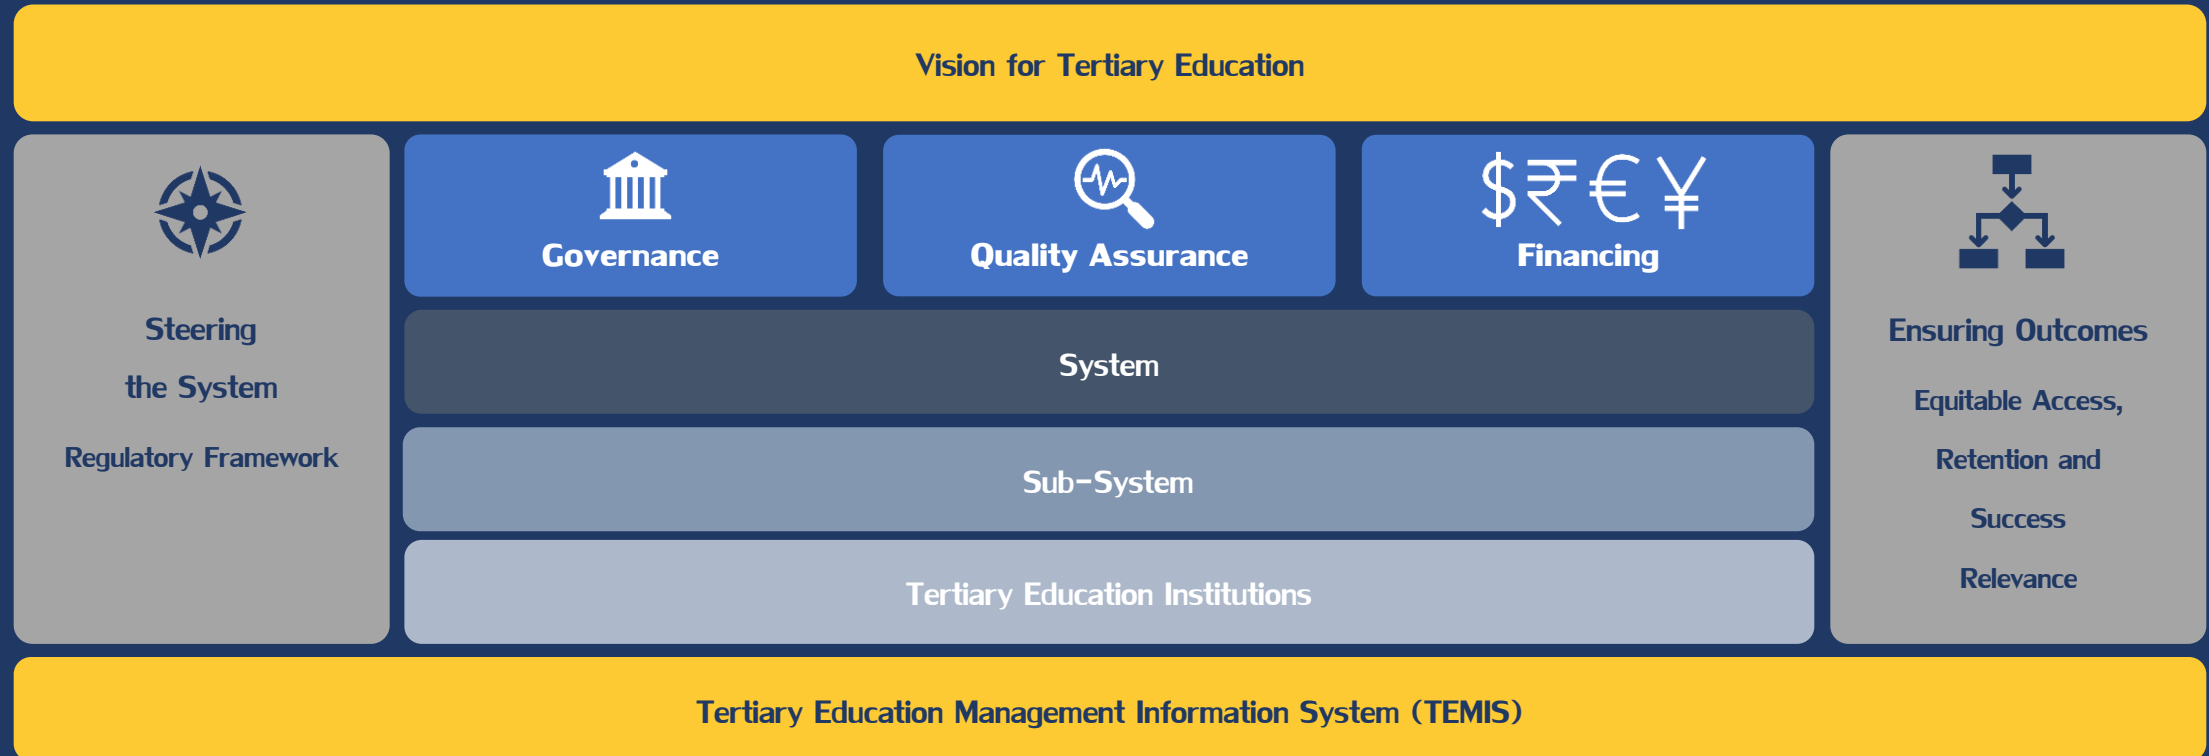 Vision for Tertiary Education
Steering
the System
Regulatory Framework
Governance
Quality Assurance
$₹€¥
Financing
System
Sub-System
Tertiary Education Institutions
Ensuring Outcomes
Equitable Access,
Retention and
Success
Relevance
Tertiary Education Management Information System (TEMIS)